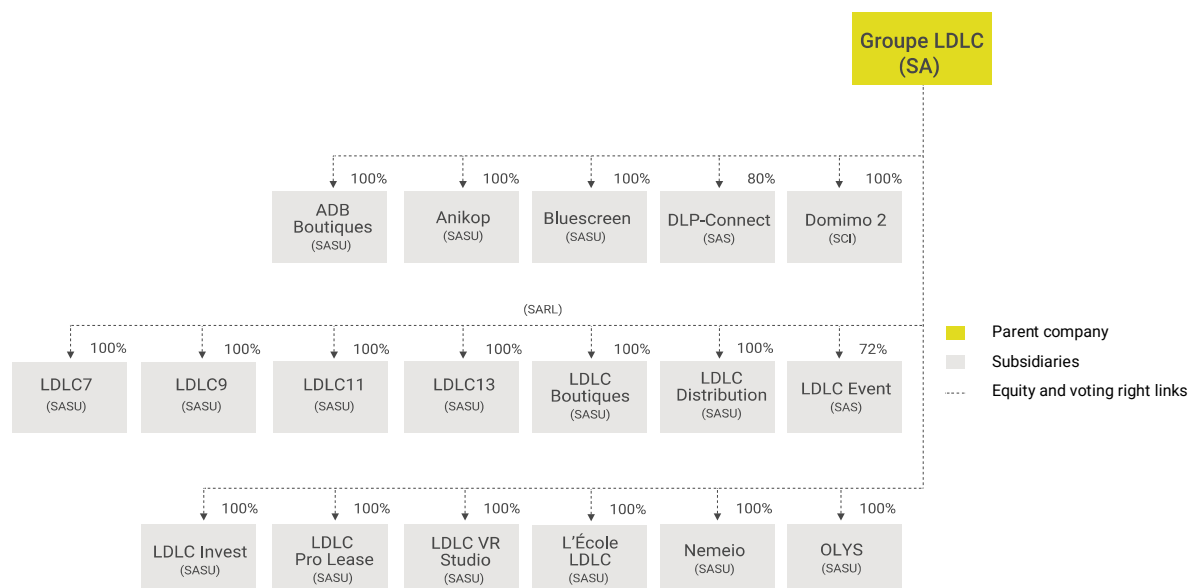 Groupe LDLC
(SA)
100%
100%
100%
80%
100%
ADB
Boutiques
(SASU)
Anikop
(SASU)
Bluescreen
(SASU)
DLP-Connect
(SAS)
Domimo 2
(SCI)
(SARL)
100%
100%
100%
100%
100%
100%
72%
LDLC7
(SASU)
LDLC9
(SASU)
LDLC11
(SASU)
LDLC13
(SASU)
LDLC
Boutiques
(SASU)
LDLC
Distribution
(SASU)
LDLC Event
(SAS)
Parent company
Subsidiaries
Equity and voting right links
100%
100%
100%
100%
100%
100%
LDLC Invest
(SASU)
LDLC
Pro Lease
(SASU)
LDLC VR
Studio
(SASU)
L'École
LDLC
(SASU)
Nemeio
(SASU)
OLYS
(SASU)